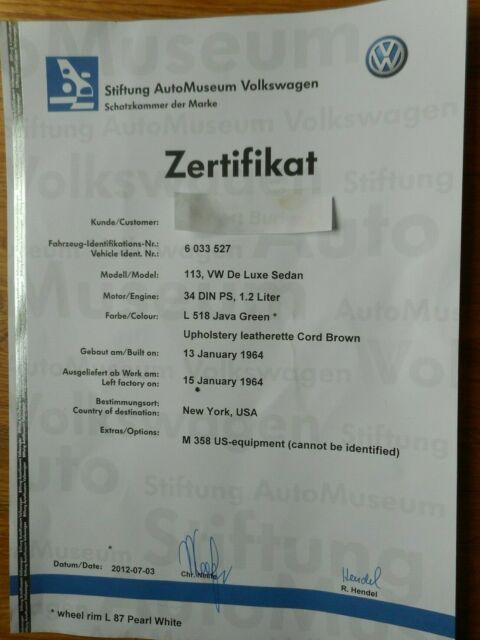 Stiftung AutoMuseum Volkswagen
Schatzkammer der Marke
Zertifikat
Kunde/Customer:
Fahrzeug-Identifikations-Nr.:
Vehicle Ident. Nr.: 6 033 527
Modell/Model: 113, VW De Luxe Sedan
Motor/Engine: 34 DIN PS, 1.2 Liter
Farbe/Colour: L 518 Java Green *
Upholstery leatherette Cord Brown
Gebaut am/Built on: 13 January 1964
Ausgeliefert ab Werk am:
Left factory on: 15 January 1964
Bestimmungsort:
Country of destination: New York, USA
Extras/Options: M 358 US-equipment (cannot be identified)
Datum/Date: 2012-07-03
Hendel
R. Hendel
* wheel rim L 87 Pearl White